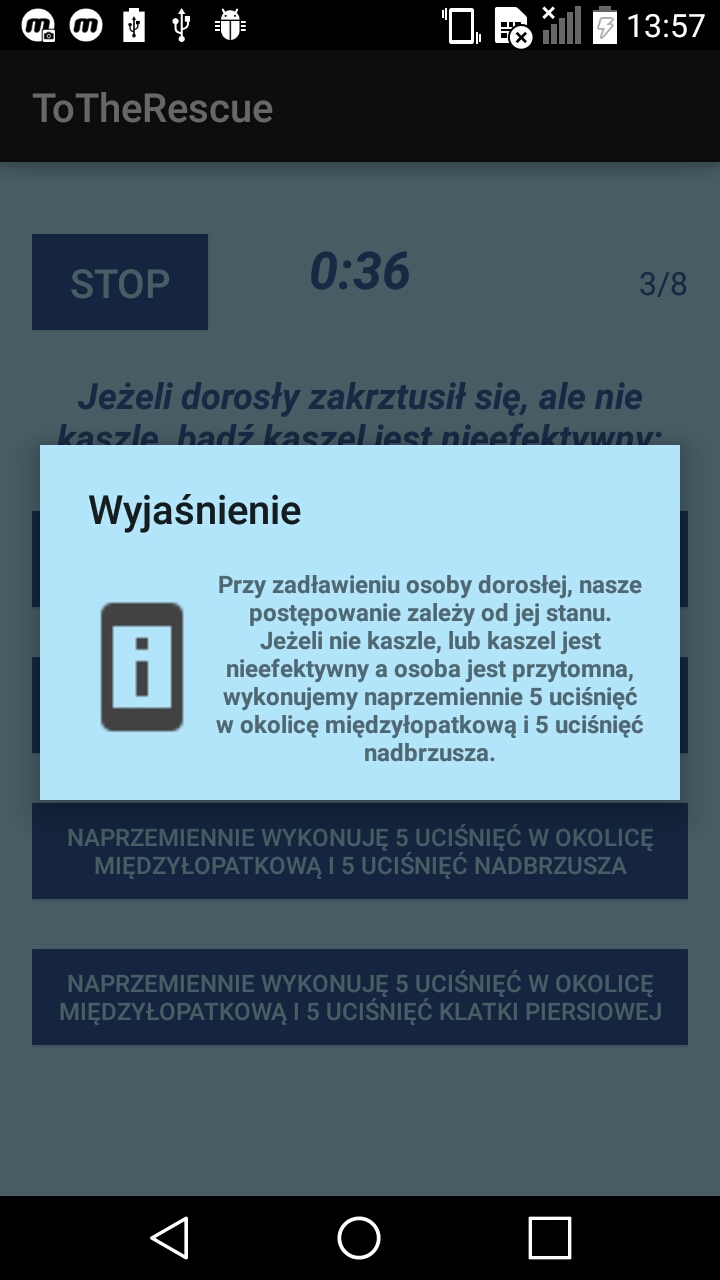 13:57
ToTheRescue
STOP
0:36
3/8
Jeżeli dorosły zakrztusił się, ale nie
kaszle, bądź kaszel jest nieefektywny:
Wyjaśnienie
Przy zadławieniu osoby dorosłej, nasze
postępowanie zależy od jej stanu.
Jeżeli nie kaszle, lub kaszel jest
nieefektywny a osoba jest przytomna,
wykonujemy naprzemiennie 5 uciśnięć
w okolicę międzyłopatkową i 5 uciśnięć
nadbrzusza.
NAPRZEMIENNIE WYKONUJĘ 5 UCIŚNIĘĆ W OKOLICĘ
MIĘDZYŁOPATKOWĄ I 5 UCIŚNIĘĆ NADBRZUSZA
NAPRZEMIENNIE WYKONUJĘ 5 UCIŚNIĘĆ W OKOLICĘ
MIĘDZYŁOPATKOWĄ I 5 UCIŚNIĘĆ KLATKI PIERSIOWEJ